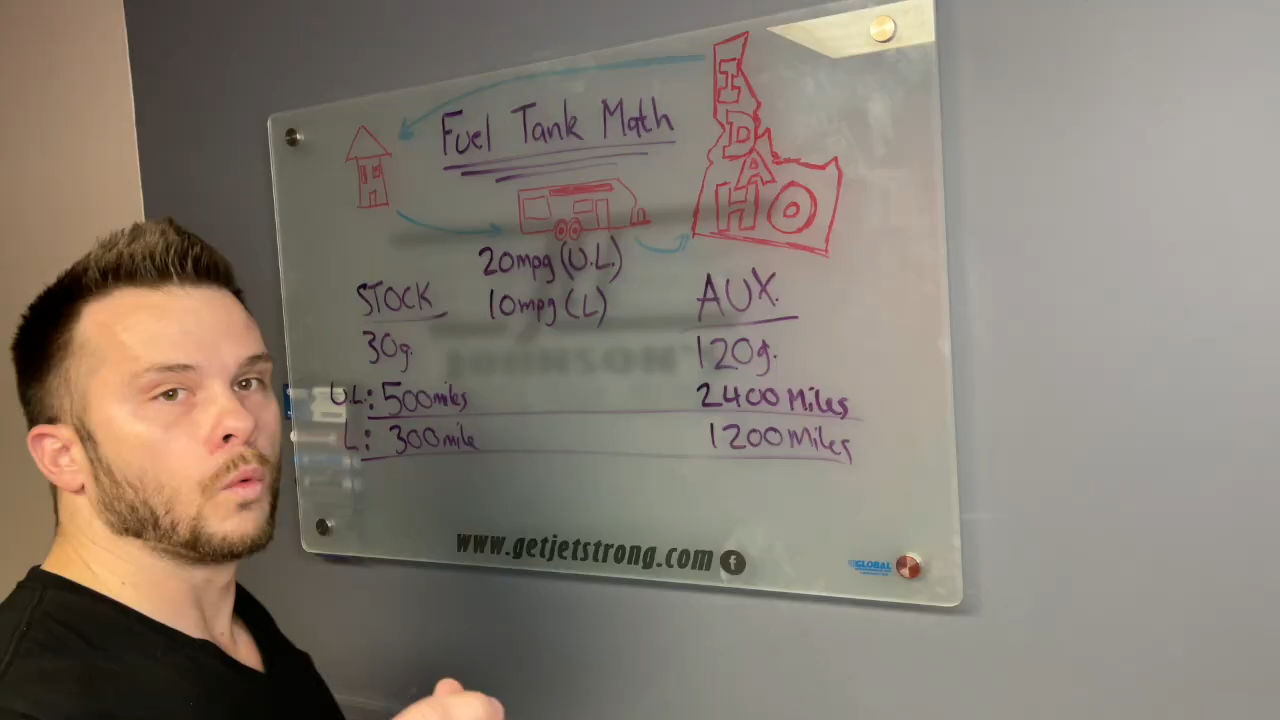 Fuel Tank Math
IDAHO
20mpg (U.L.)
10mpg (L)
STOCK
30g.
U.L.: 500miles
L: 300mile
AUX.
120g.
2400 Miles
1200 Miles
www.getjetstrong.com f
GLOBAL